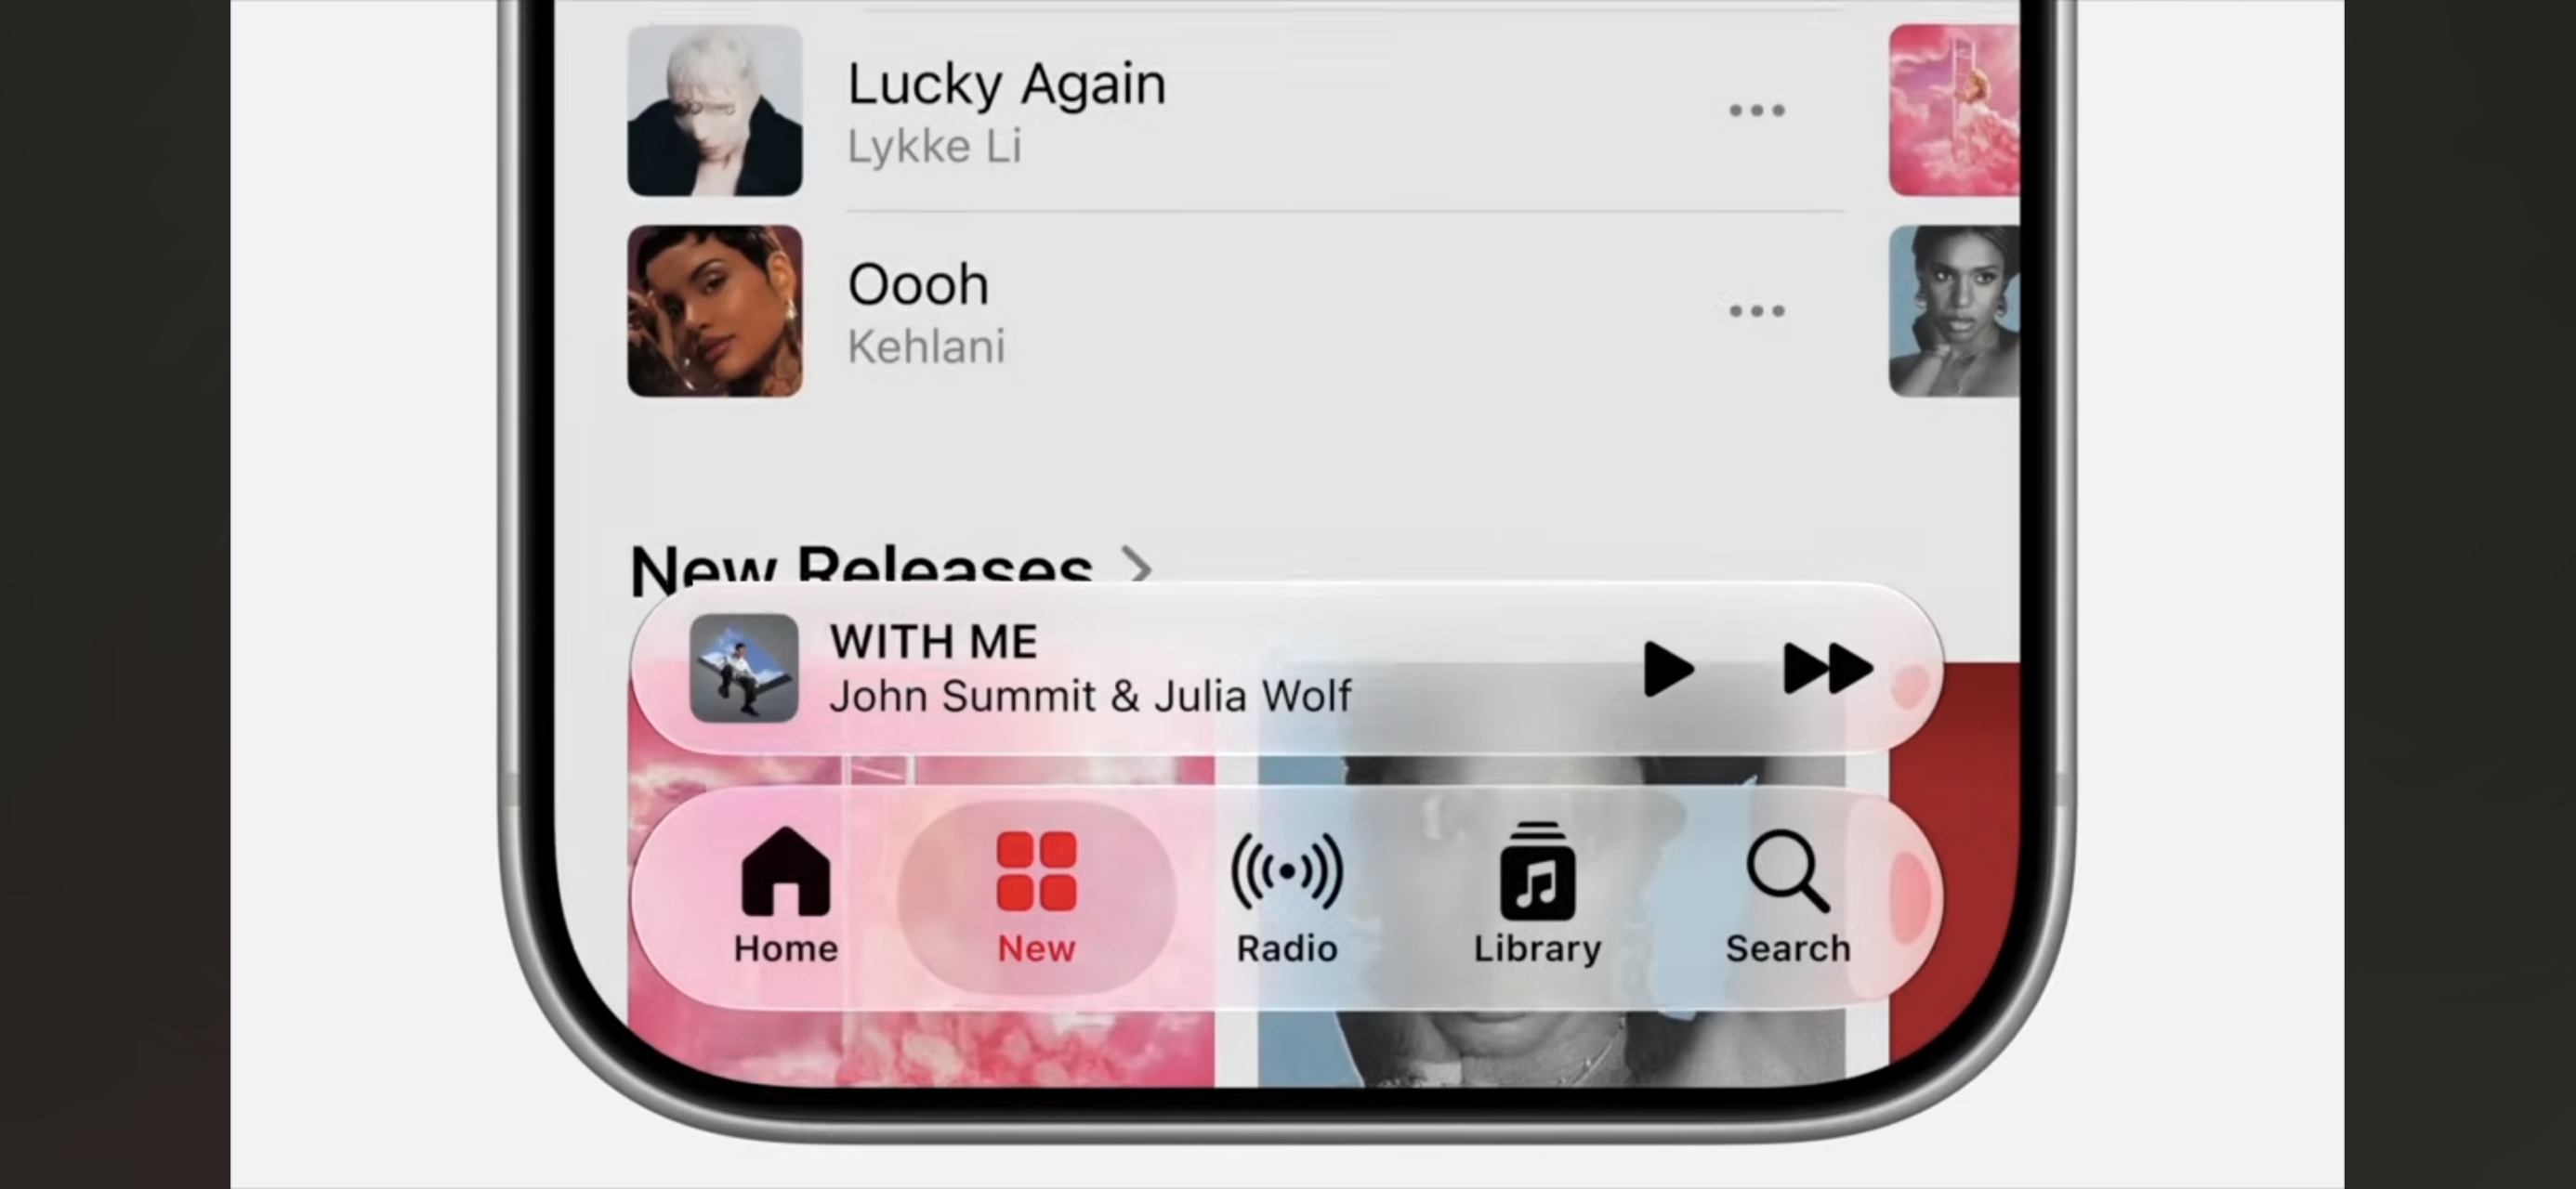 Lucky Again
Lykke Li
Oooh
Kehlani
New Releases
WITH ME
John Summit & Julia Wolf
Home
New
Radio
Library
Search